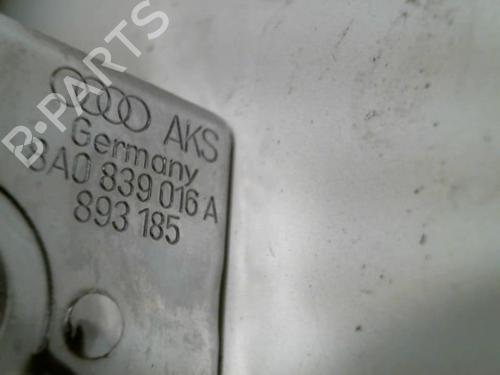 B-PARTS
AKS
Germany
8A0 839 016 A
893 185